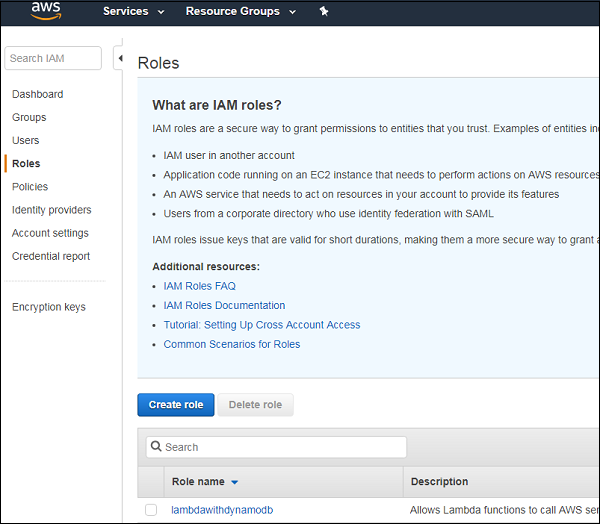 aws Services Resource Groups
Search IAM
Roles
Dashboard
Groups
Users
Roles
Policies
Identity providers
Account settings
Credential report
Encryption keys
What are IAM roles?
IAM roles are a secure way to grant permissions to entities that you trust. Examples of entities
IAM user in another account
Application code running on an EC2 instance that needs to perform actions on AWS resources
An AWS service that needs to act on resources in your account to provide its features
Users from a corporate directory who use identity federation with SAML
IAM roles issue keys that are valid for short durations, making them a more secure way to grant
Additional resources:
IAM Roles FAQ
IAM Roles Documentation
Tutorial: Setting Up Cross Account Access
Common Scenarios for Roles
Create role Delete role
Search
Role name Description
lambdawithdynamodb Allows Lambda functions to call AWS